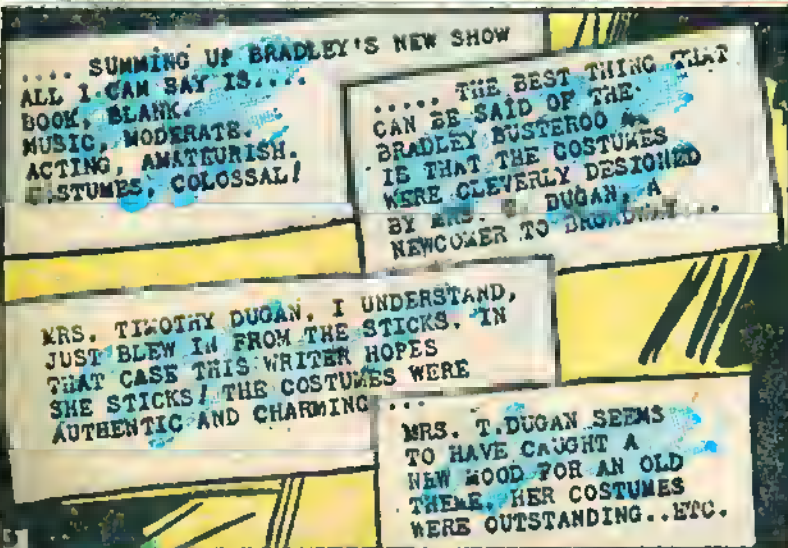 .... SUMMING UP BRADLEY'S NEW SHOW
ALL I CAN SAY IS....
BOOK, BLANK.
MUSIC, MODERATE.
ACTING, AMATEURISH.
COSTUMES, COLOSSAL!
....., THE BEST THING THAT
CAN BE SAID OF THE
BRADLEY BUSTEROO
IS THAT THE COSTUMES
WERE CLEVERLY DESIGNED
BY MRS. DUGAN, A
NEWCOMER TO BROADWAY...
MRS. TIMOTHY DUGAN, I UNDERSTAND,
JUST BLEW IN FROM THE STICKS. IN
THAT CASE THIS WRITER HOPES
SHE STICKS! THE COSTUMES WERE
AUTHENTIC AND CHARMING ...
MRS. T.DUGAN SEEMS
TO HAVE CAUGHT A
NEW MOOD FOR AN OLD
THEME, HER COSTUMES
WERE OUTSTANDING..ETC.